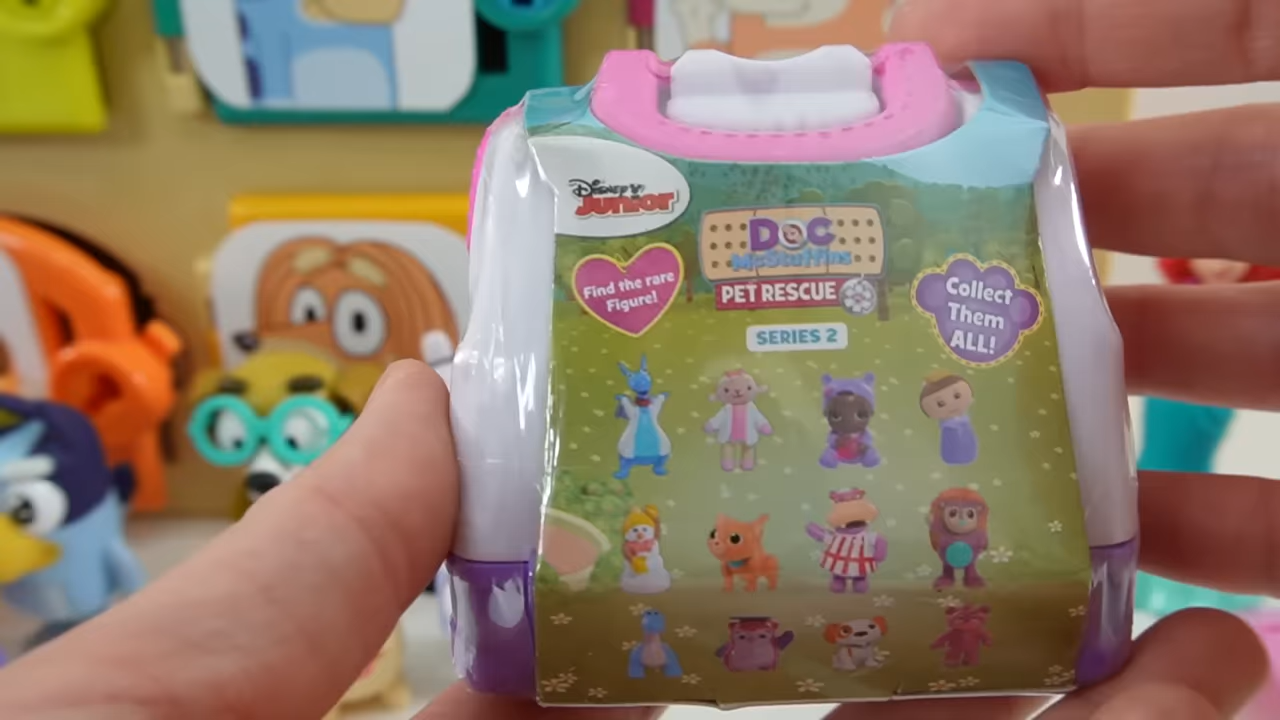 Disney
Junior
Doc
McStuffins
PET RESCUE
Find the rare
Figure!
Collect
Them
ALL!
SERIES 2